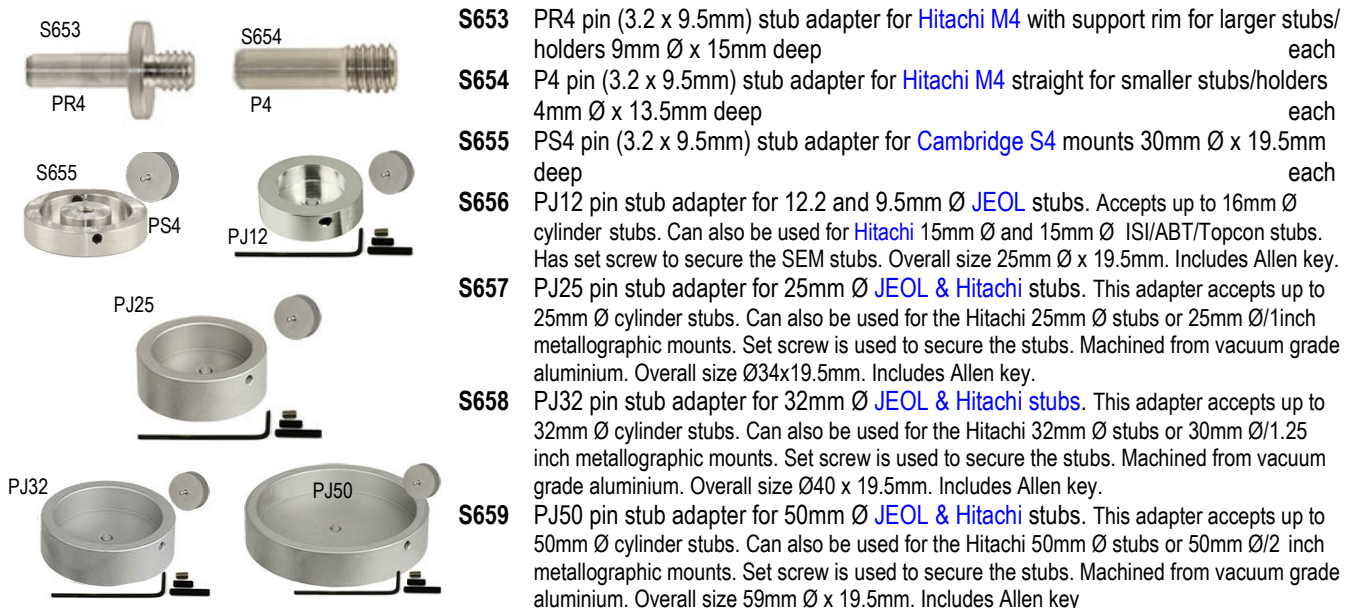 S653
S654
PR4
P4
S655
PS4
PJ12
PJ25
PJ32
PJ50
S653 PR4 pin (3.2 x 9.5mm) stub adapter for Hitachi M4 with support rim for larger stubs/
holders 9mm Ø x 15mm deep each
S654 P4 pin (3.2 x 9.5mm) stub adapter for Hitachi M4 straight for smaller stubs/holders
4mm Ø x 13.5mm deep each
S655 PS4 pin (3.2 x 9.5mm) stub adapter for Cambridge S4 mounts 30mm Ø x 19.5mm
deep each
S656 PJ12 pin stub adapter for 12.2 and 9.5mm Ø JEOL stubs. Accepts up to 16mm Ø
cylinder stubs. Can also be used for Hitachi 15mm Ø and 15mm Ø ISI/ABT/Topcon stubs.
Has set screw to secure the SEM stubs. Overall size 25mm Ø x 19.5mm. Includes Allen key.
S657 PJ25 pin stub adapter for 25mm Ø JEOL & Hitachi stubs. This adapter accepts up to
25mm Ø cylinder stubs. Can also be used for the Hitachi 25mm Ø stubs or 25mm Ø/1inch
metallographic mounts. Set screw is used to secure the stubs. Machined from vacuum grade
aluminium. Overall size Ø34x19.5mm. Includes Allen key.
S658 PJ32 pin stub adapter for 32mm Ø JEOL & Hitachi stubs. This adapter accepts up to
32mm Ø cylinder stubs. Can also be used for the Hitachi 32mm Ø stubs or 30mm Ø/1.25
inch metallographic mounts. Set screw is used to secure the stubs. Machined from vacuum
grade aluminium. Overall size Ø40 x 19.5mm. Includes Allen key.
S659 PJ50 pin stub adapter for 50mm Ø JEOL & Hitachi stubs. This adapter accepts up to
50mm Ø cylinder stubs. Can also be used for the Hitachi 50mm Ø stubs or 50mm Ø/2 inch
metallographic mounts. Set screw is used to secure the stubs. Machined from vacuum grade
aluminium. Overall size 59mm Ø x 19.5mm. Includes Allen key